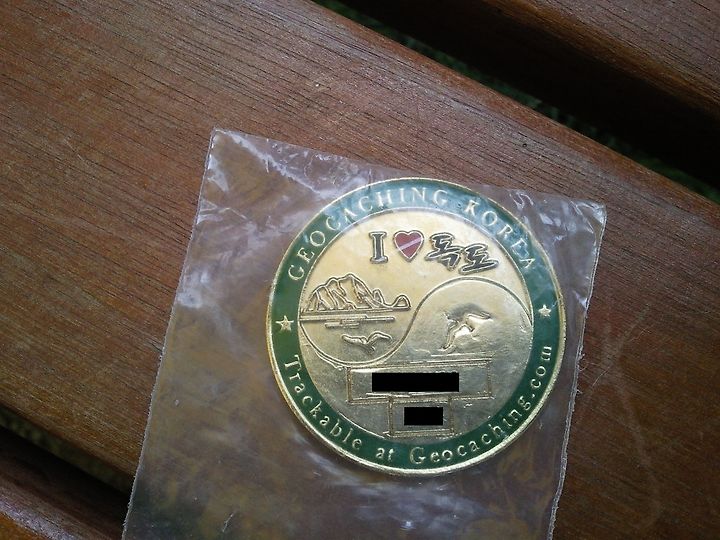 GEOCACHING KOREA
I 독도
Trackable at Geocaching.com